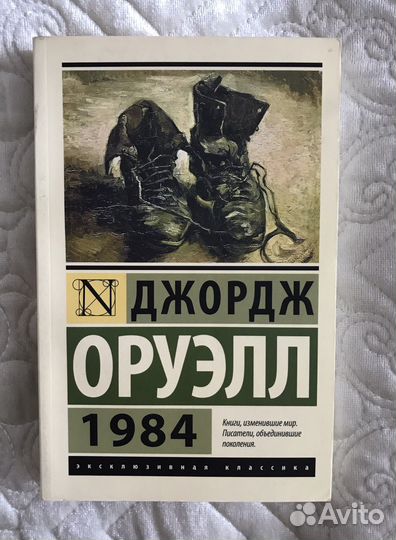 N
ДЖОРДЖ
ОРУЭЛЛ
1984
Книги, изменившие мир.
Писатели, объединившие
поколения.
эксклюзивная классика
Avito